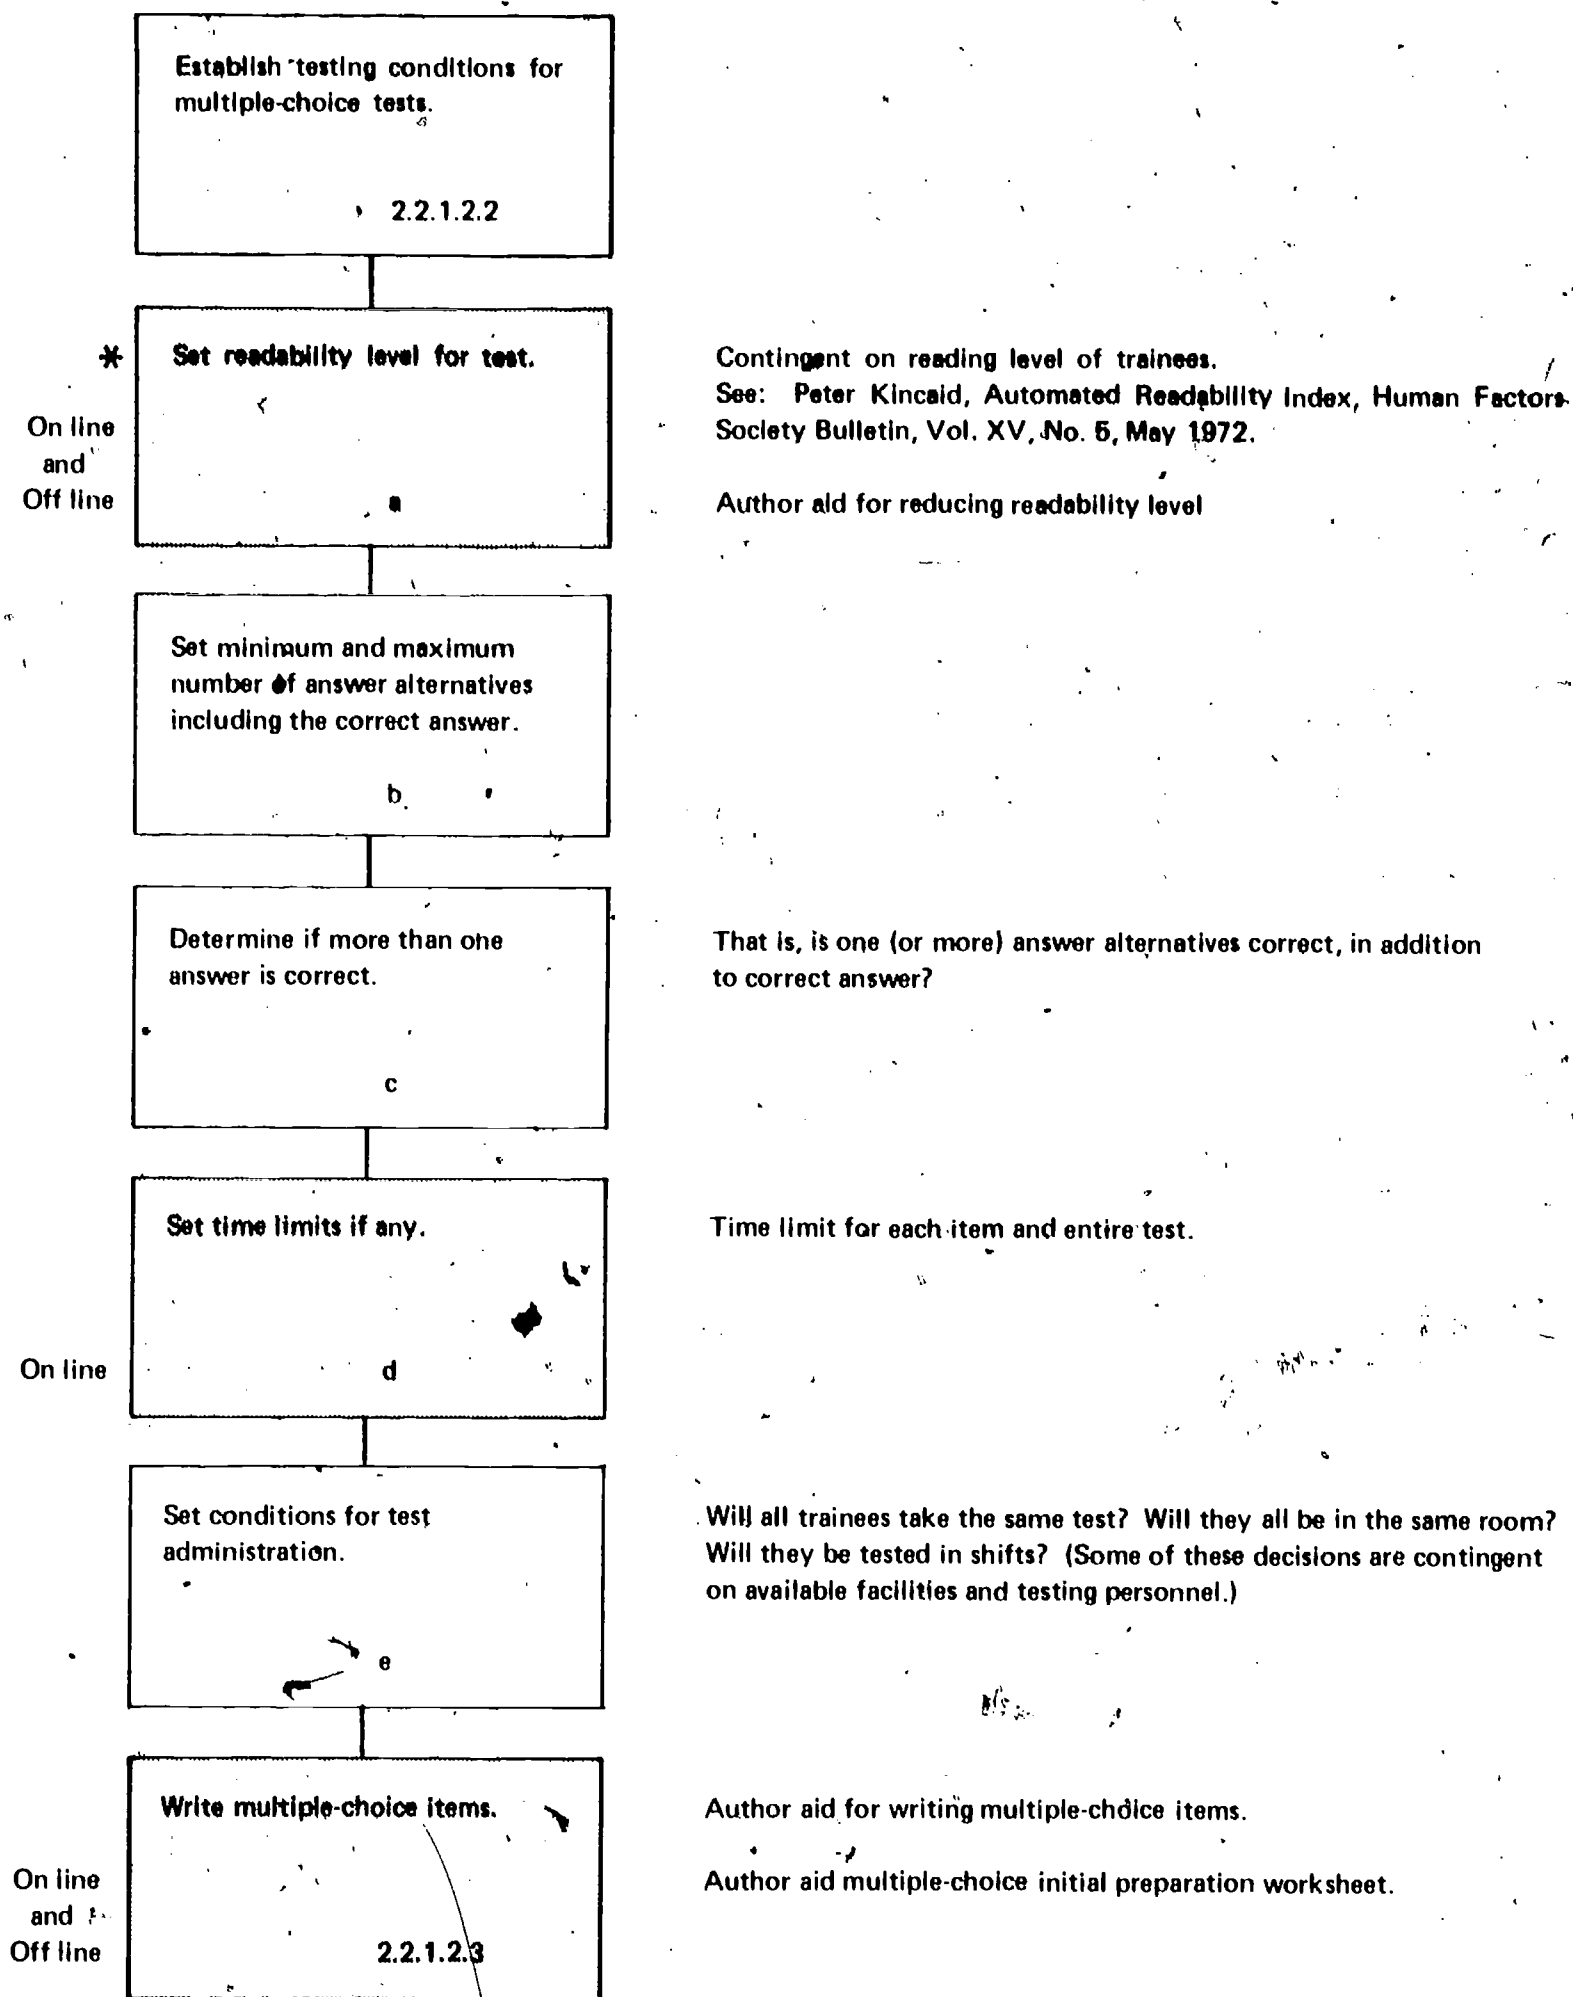 Establish testing conditions for
multiple-choice tests.
2.2.1.2.2
*
Set readability level for test.
On line
and
Off line
a
Contingent on reading level of trainees.
See: Peter Kincaid, Automated Readability Index, Human Factors
Society Bulletin, Vol. XV, No. 5, May 1972.
Author aid for reducing readability level
Set minimum and maximum
number of answer alternatives
including the correct answer.
b
Determine if more than one
answer is correct.
c
That is, is one (or more) answer alternatives correct, in addition
to correct answer?
Set time limits if any.
On line
d
Time limit for each item and entire test.
Set conditions for test
administration.
e
Will all trainees take the same test? Will they all be in the same room?
Will they be tested in shifts? (Some of these decisions are contingent
on available facilities and testing personnel.)
Write multiple-choice items.
On line
and
Off line
2.2.1.2.3
Author aid for writing multiple-choice items.
Author aid multiple-choice initial preparation worksheet.